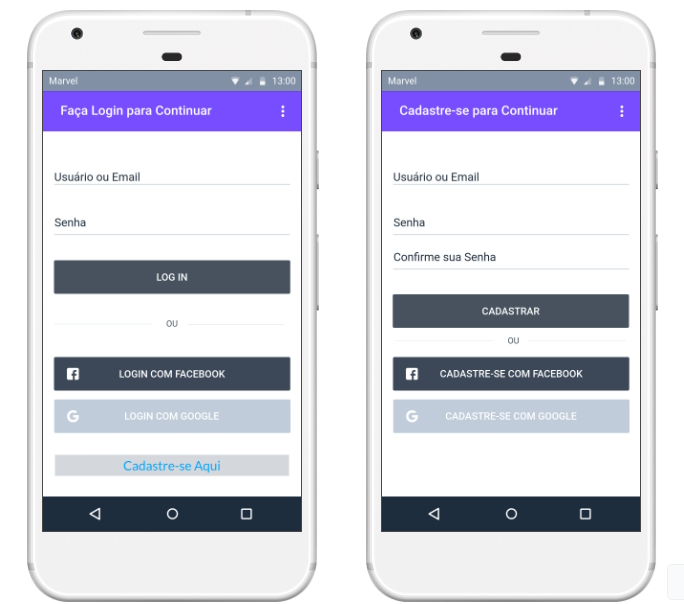 Marvel 13:00
Faça Login para Continuar
Usuário ou Email
Senha
LOG IN
OU
LOGIN COM FACEBOOK
G LOGIN COM GOOGLE
Cadastre-se Aqui
Marvel 13:00
Cadastre-se para Continuar
Usuário ou Email
Senha
Confirme sua Senha
CADASTRAR
OU
CADASTRE-SE COM FACEBOOK
G CADASTRE-SE COM GOOGLE